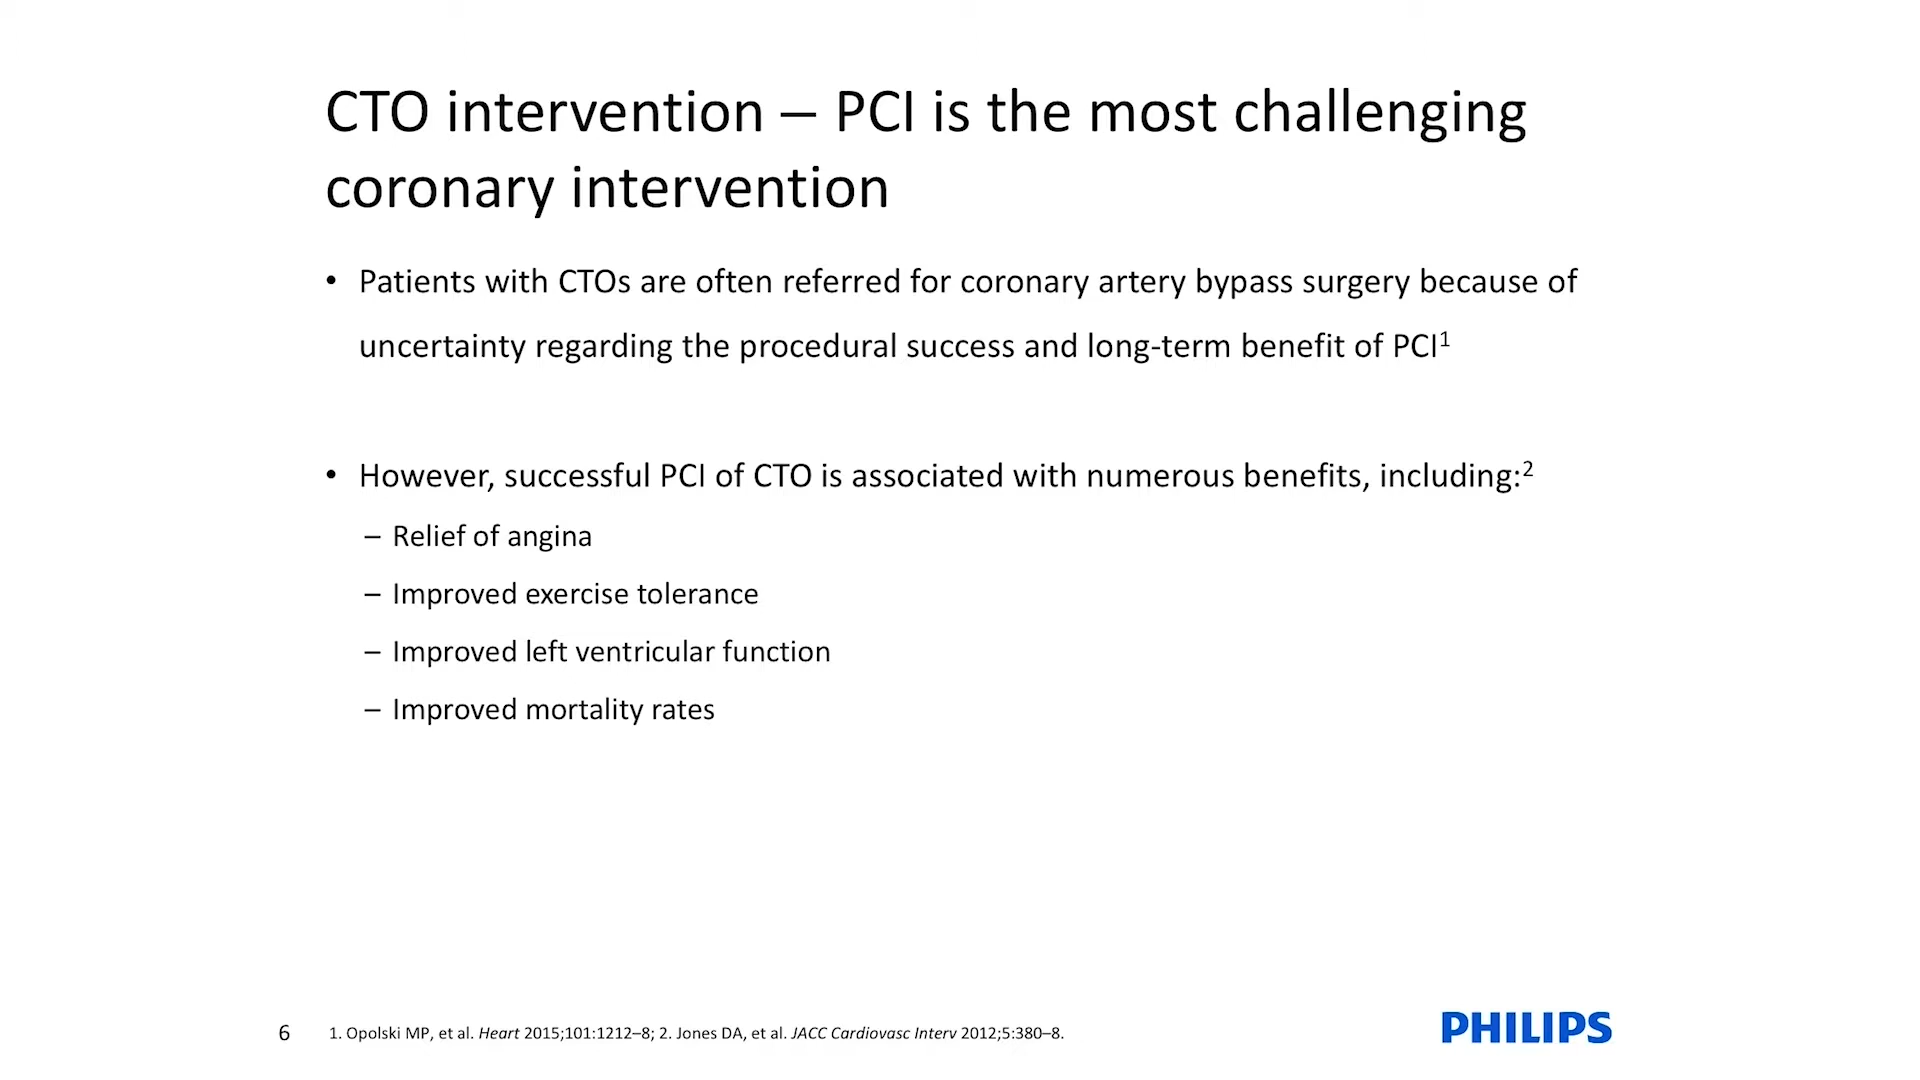 CTO intervention – PCI is the most challenging
coronary intervention
• Patients with CTOs are often referred for coronary artery bypass surgery because of
uncertainty regarding the procedural success and long-term benefit of PCI¹
• However, successful PCI of CTO is associated with numerous benefits, including:²
– Relief of angina
– Improved exercise tolerance
– Improved left ventricular function
– Improved mortality rates
6 1. Opolski MP, et al. Heart 2015;101:1212–8; 2. Jones DA, et al. JACC Cardiovasc Interv 2012;5:380–8.
PHILIPS